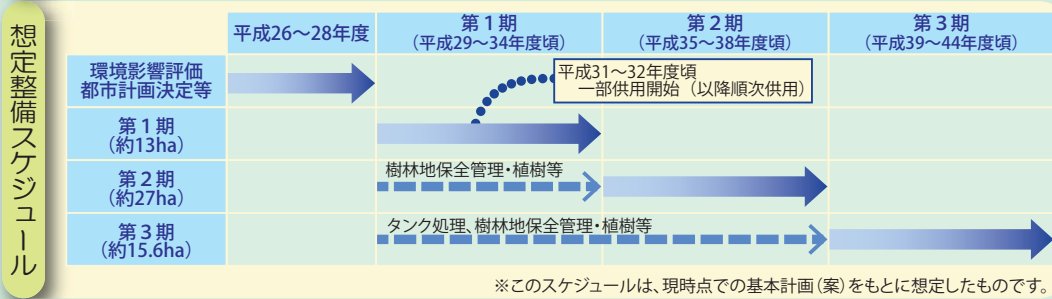 想定整備スケジュール
平成26～28年度
第1期
（平成29～34年度頃）
第2期
（平成35～38年度頃）
第3期
（平成39～44年度頃）
環境影響評価
都市計画決定等
平成31～32年度頃
一部供用開始（以降順次供用）
第1期
（約13ha）
第2期
（約27ha）
樹林地保全管理・植樹等
第3期
（約15.6ha）
タンク処理、樹林地保全管理・植樹等
※このスケジュールは、現時点での基本計画（案）をもとに想定したものです。